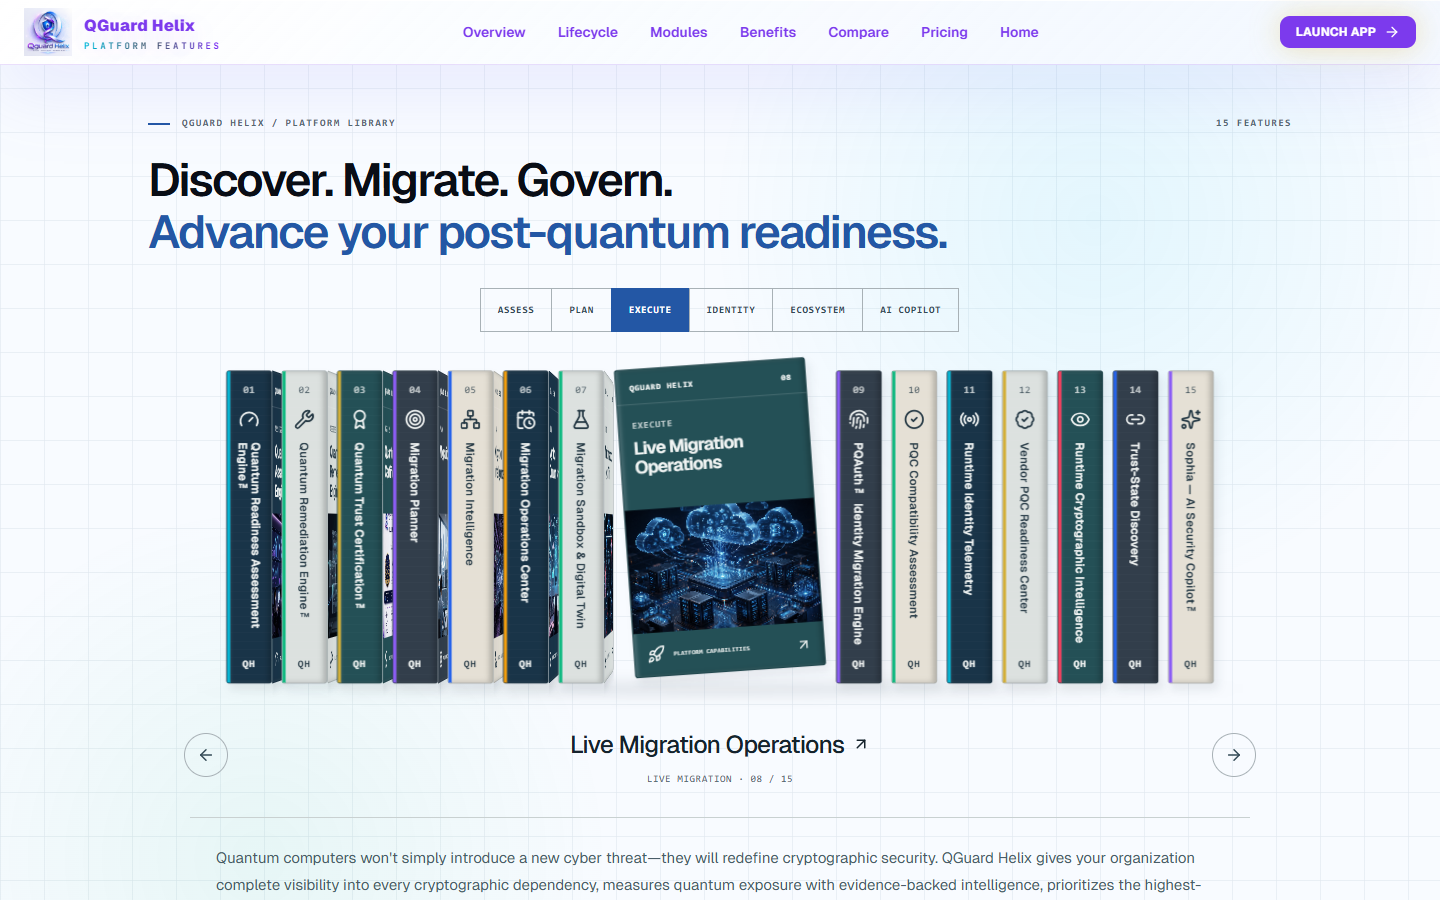 QGuard Helix
PLATFORM FEATURES
Overview
Lifecycle
Modules
Benefits
Compare
Pricing
Home
LAUNCH APP
QGUARD HELIX / PLATFORM LIBRARY
15 FEATURES
Discover. Migrate. Govern.
Advance your post-quantum readiness.
ASSESS
PLAN
EXECUTE
IDENTITY
ECOSYSTEM
AI COPILOT
01
Quantum Readiness Assessment
Engine™
QH
02
Quantum Remediation Engine™
QH
03
Quantum Trust Certification™
QH
04
Migration Planner
QH
05
Migration Intelligence
QH
06
Migration Operations Center
QH
07
Migration Sandbox & Digital Twin
QH
QGUARD HELIX
08
EXECUTE
Live Migration
Operations
PLATFORM CAPABILITIES
09
PQAuth™ Identity Migration Engine
QH
10
PQC Compatibility Assessment
QH
11
Runtime Identity Telemetry
QH
12
Vendor PQC Readiness Center
QH
13
Runtime Cryptographic Intelligence
QH
14
Trust-State Discovery
QH
15
Sophia — AI Security Copilot™
QH
Live Migration Operations
LIVE MIGRATION · 08 / 15
Quantum computers won't simply introduce a new cyber threat—they will redefine cryptographic security. QGuard Helix gives your organization
complete visibility into every cryptographic dependency, measures quantum exposure with evidence-backed intelligence, prioritizes the highest-